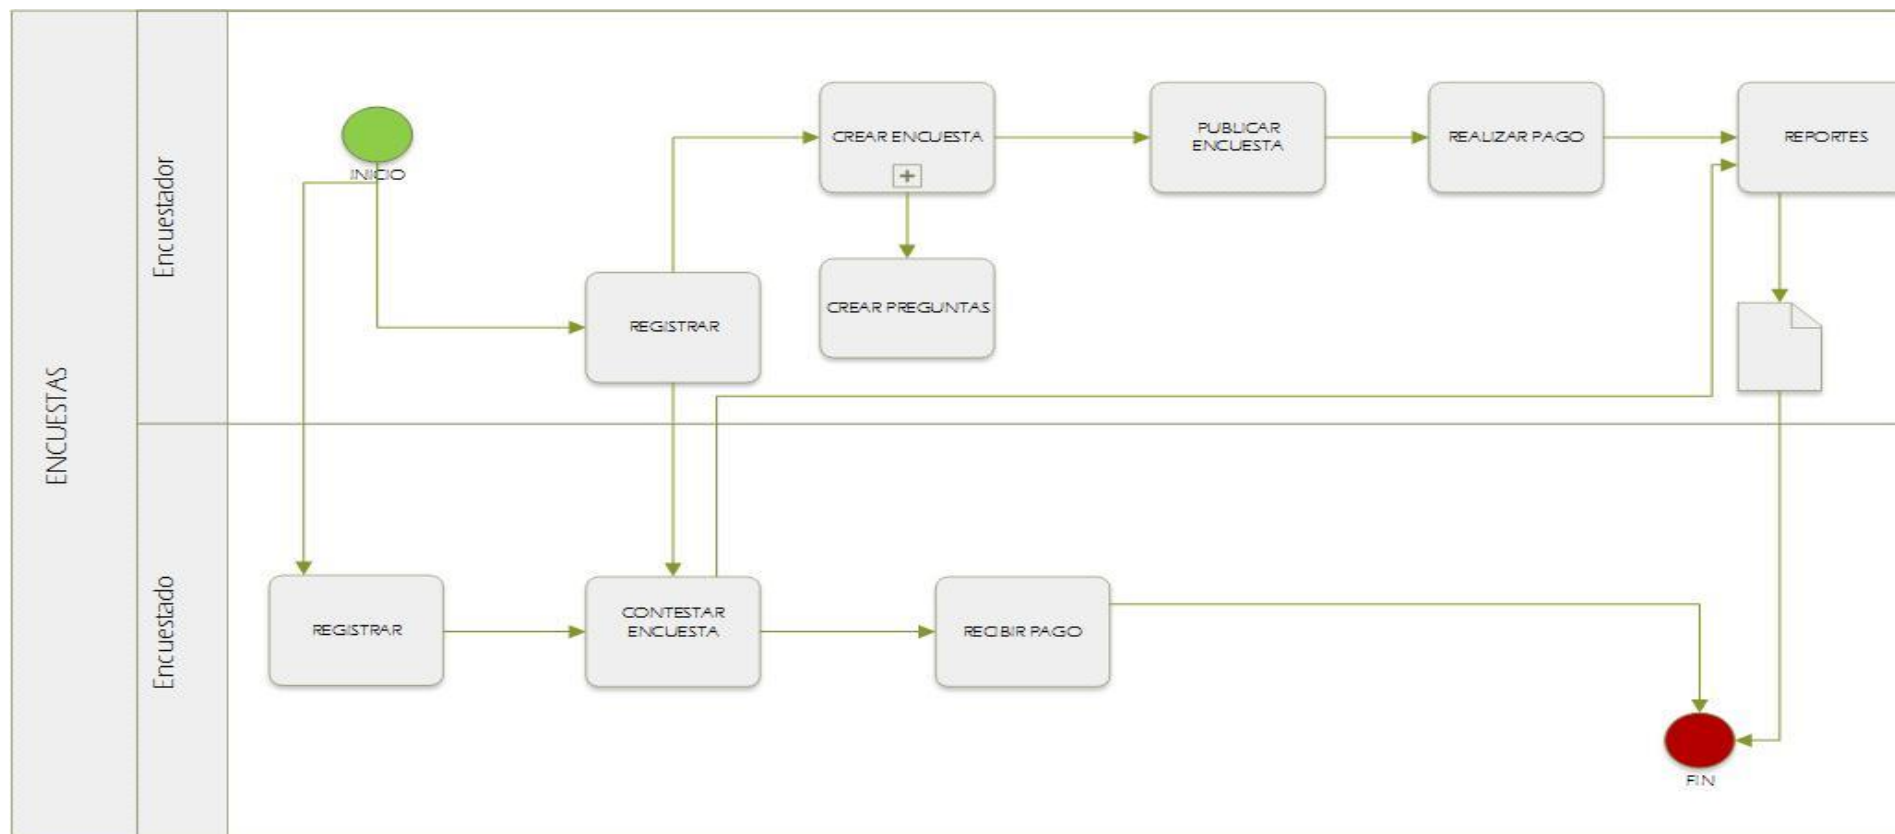 ENCUESTAS
Encuestador
INICIO
CREAR ENCUESTA
PUBLICAR
ENCUESTA
REALIZAR PAGO
REPORTES
REGISTRAR
CREAR PREGUNTAS
Encuestado
REGISTRAR
CONTESTAR
ENCUESTA
RECIBIR PAGO
FIN